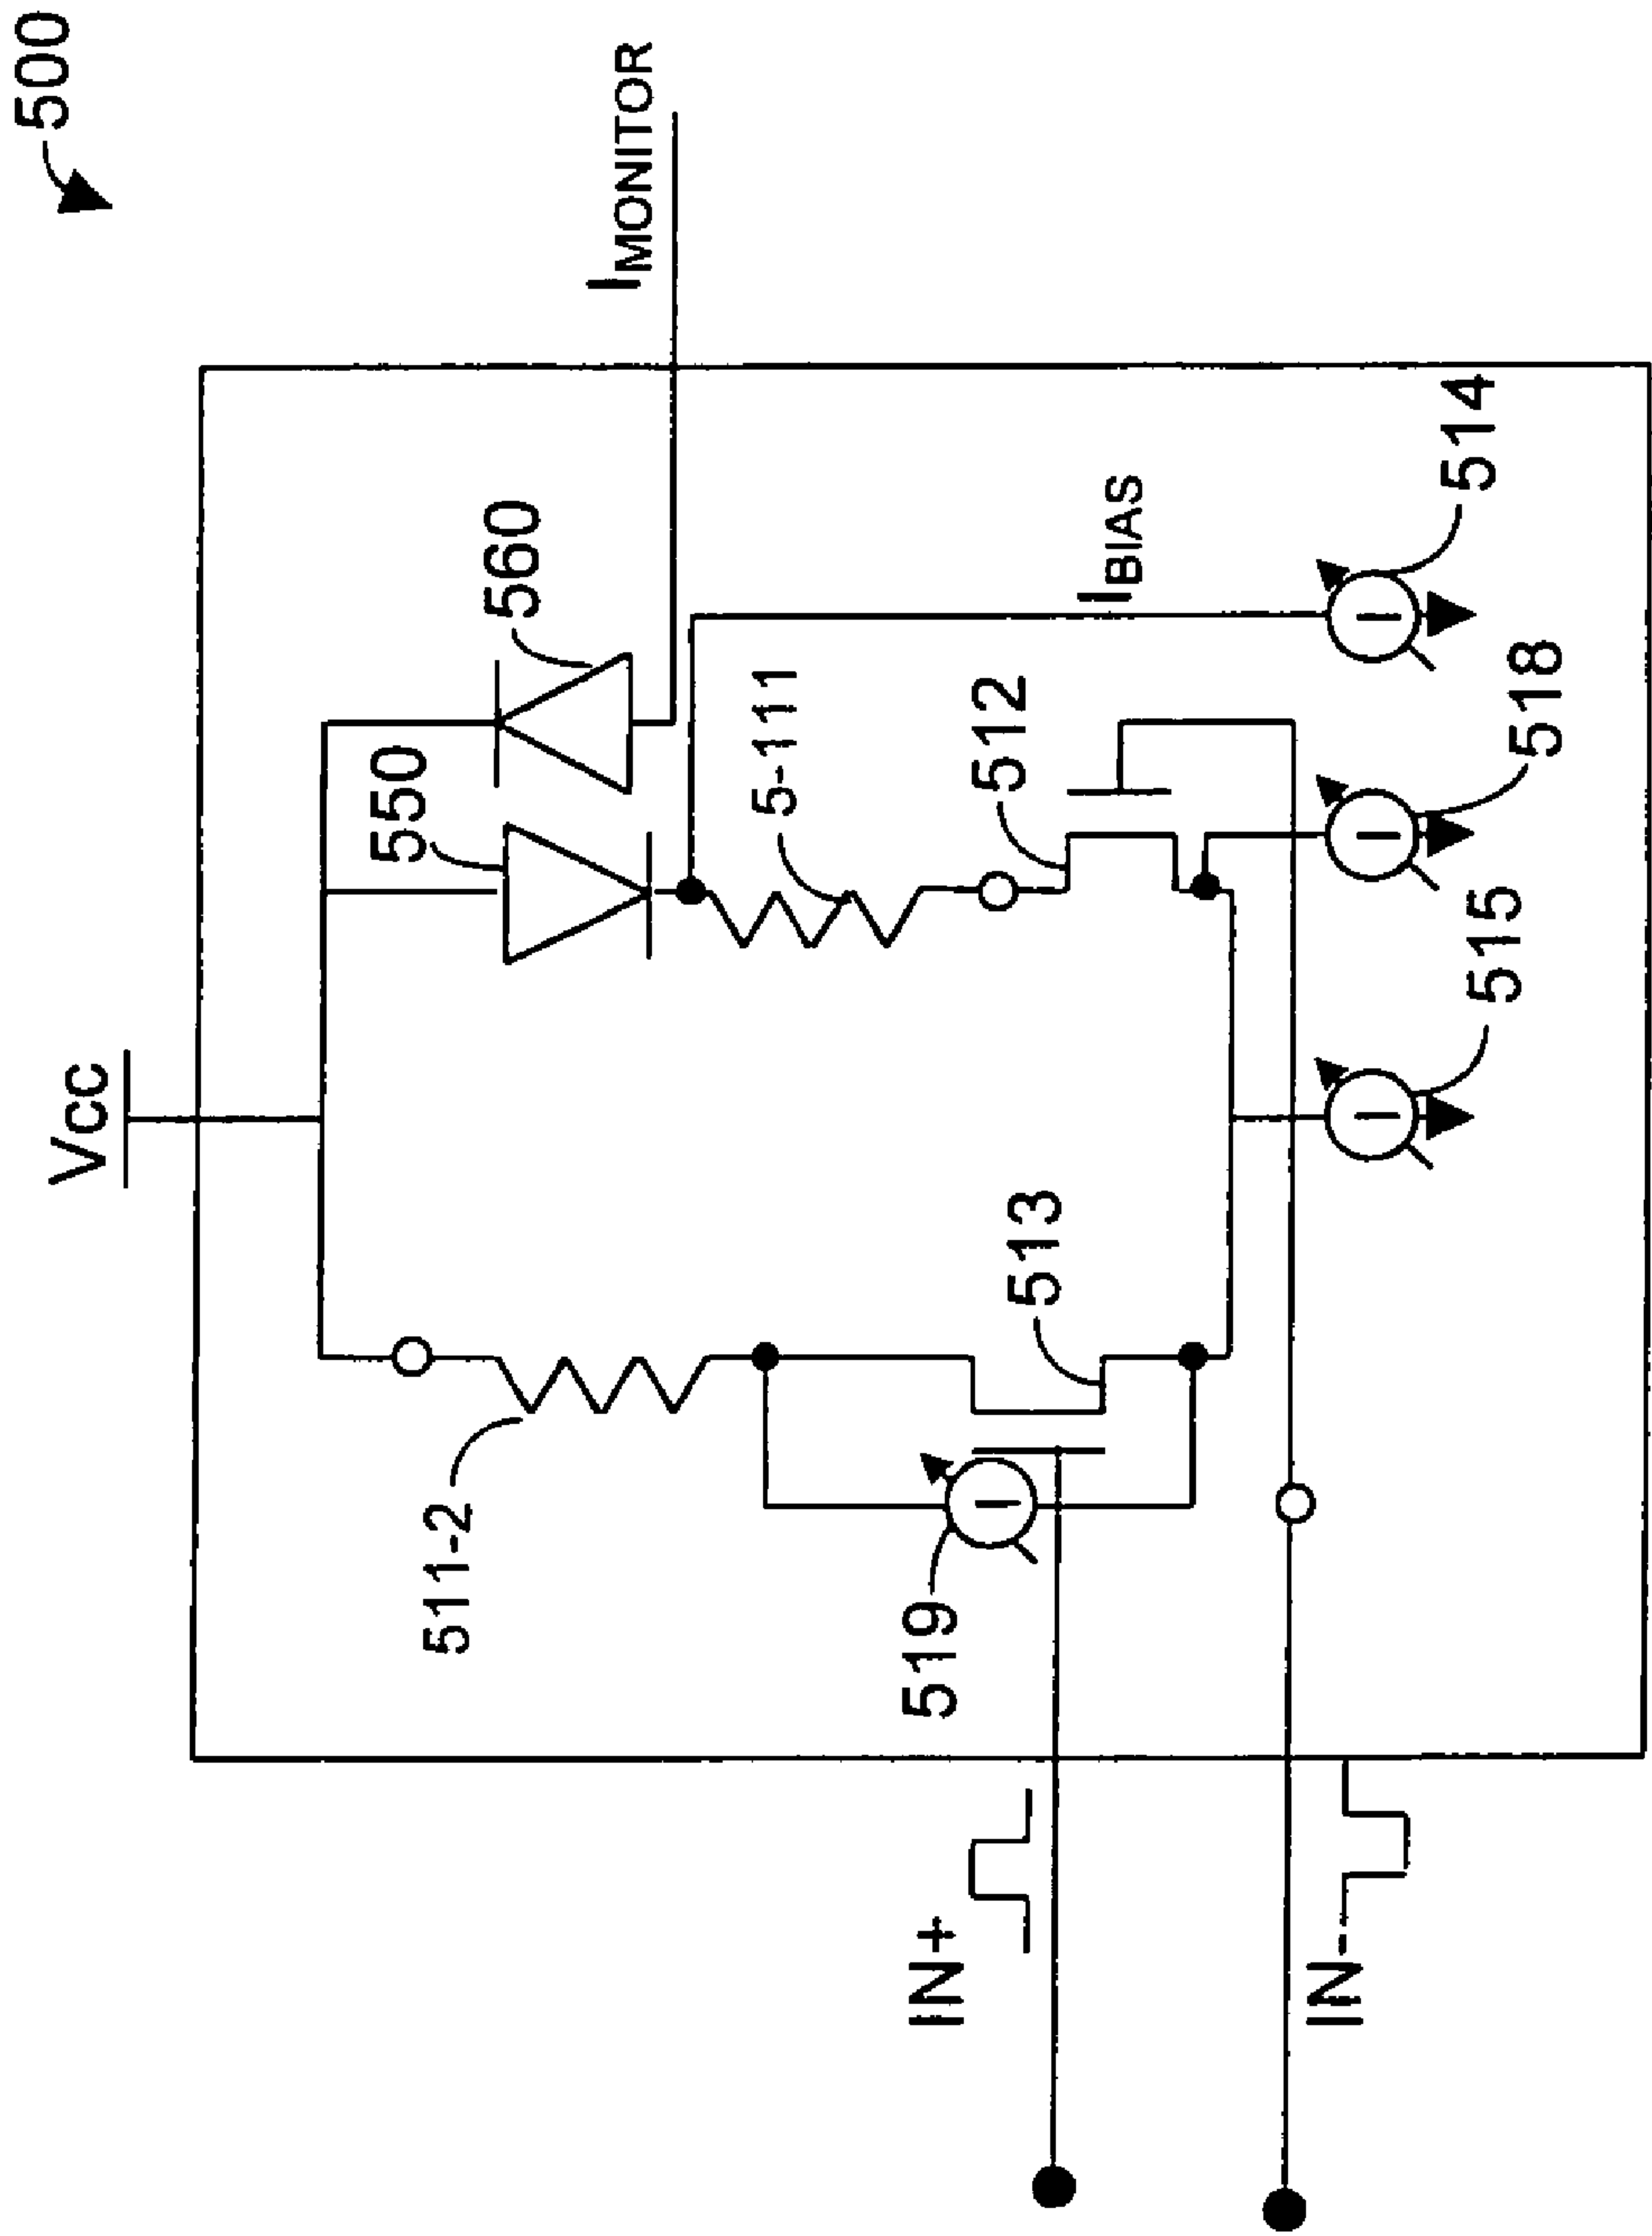 500
Vcc
IMONITOR
560
550
5-111
511-2
512
519
513
IBIAS
IN+
IN-
515
518
514
I
I
I
I